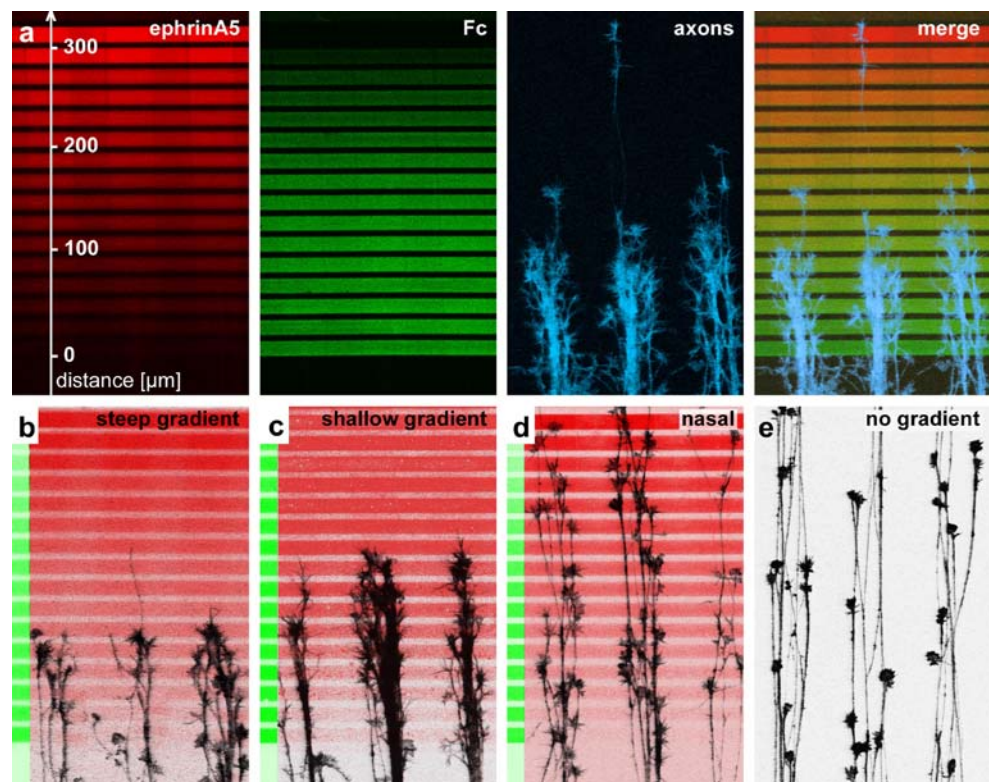 a
ephrinA5
Fc
axons
merge
300
200
100
0
distance [µm]
b
steep gradient
c
shallow gradient
d
nasal
e
no gradient